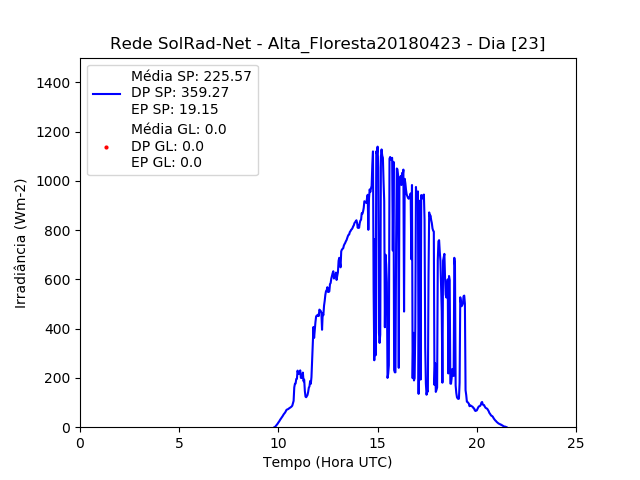 Rede SolRad-Net - Alta_Floresta20180423 - Dia [23]
Média SP: 225.57
DP SP: 359.27
EP SP: 19.15
Média GL: 0.0
DP GL: 0.0
EP GL: 0.0
1400
1200
1000
800
600
400
200
0
Irradiância (Wm-2)
0 5 10 15 20 25
Tempo (Hora UTC)